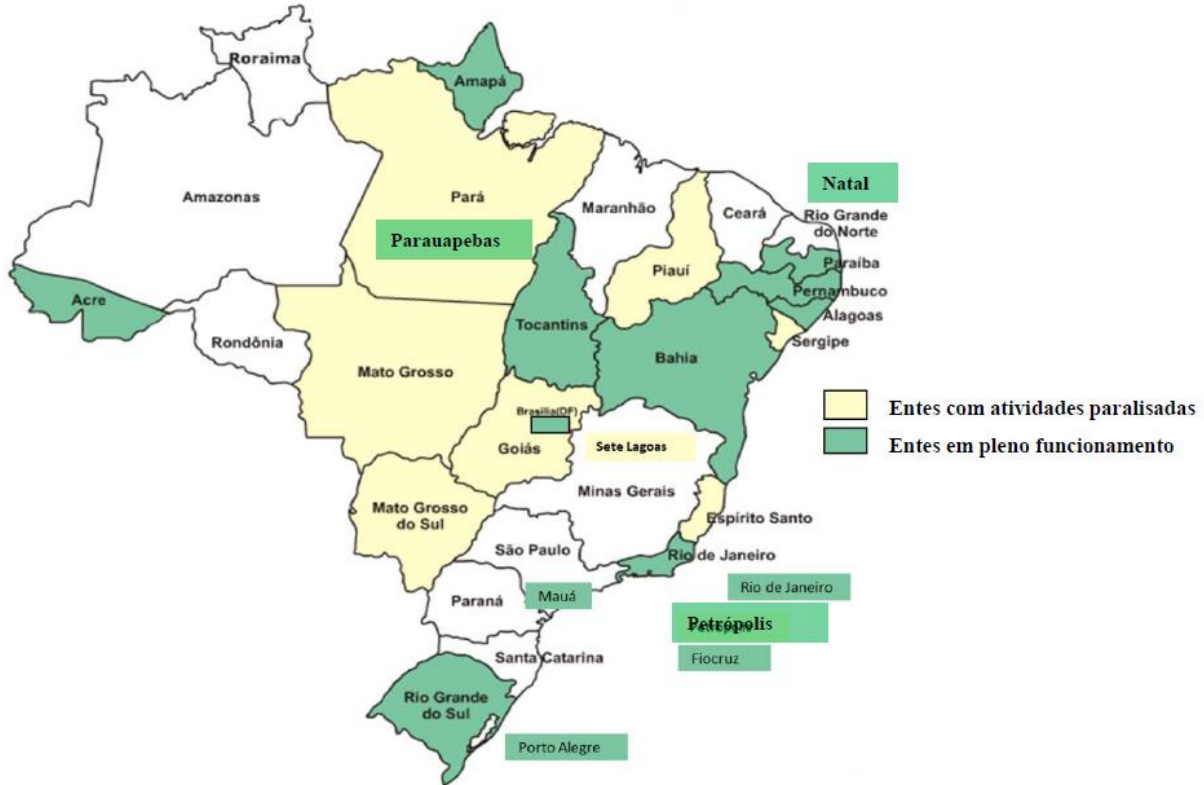 Roraima
Amapá
Amazonas
Pará
Maranhão
Ceará
Natal
Rio Grande
do Norte
Parauapebas
Piauí
Paraíba
Pernambuco
Alagoas
Sergipe
Acre
Rondônia
Tocantins
Bahia
Mato Grosso
Brasília(DF)
Goiás
Sete Lagoas
Entes com atividades paralisadas
Entes em pleno funcionamento
Minas Gerais
Mato Grosso
do Sul
Espírito Santo
São Paulo
Rio de Janeiro
Rio de Janeiro
Mauá
Paraná
Petrópolis
Fiocruz
Santa Catarina
Rio Grande
do Sul
Porto Alegre